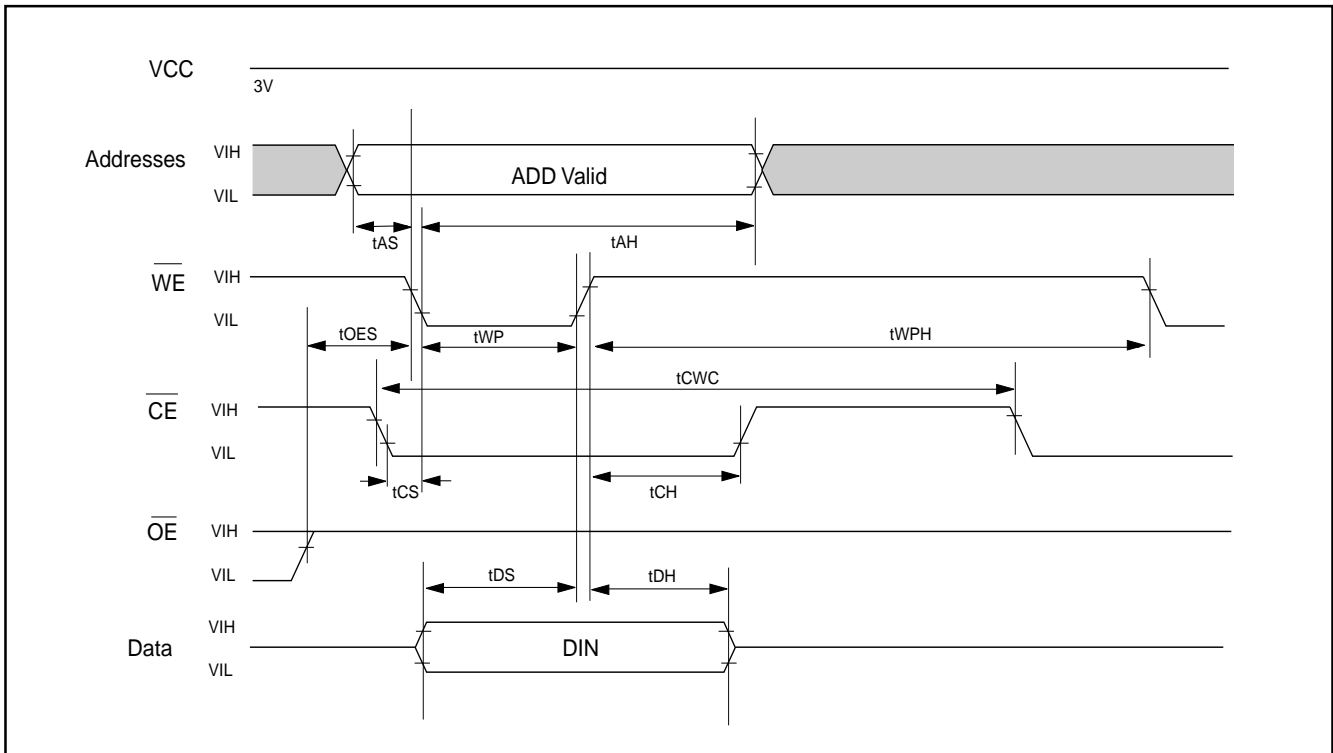 VCC
3V
Addresses
VIH
ADD Valid
VIL
tAS
tAH
WE
VIH
VIL
tOES
tWP
tWPH
tCWC
CE
VIH
VIL
tCS
tCH
OE
VIH
VIL
tDS
tDH
Data
VIH
DIN
VIL